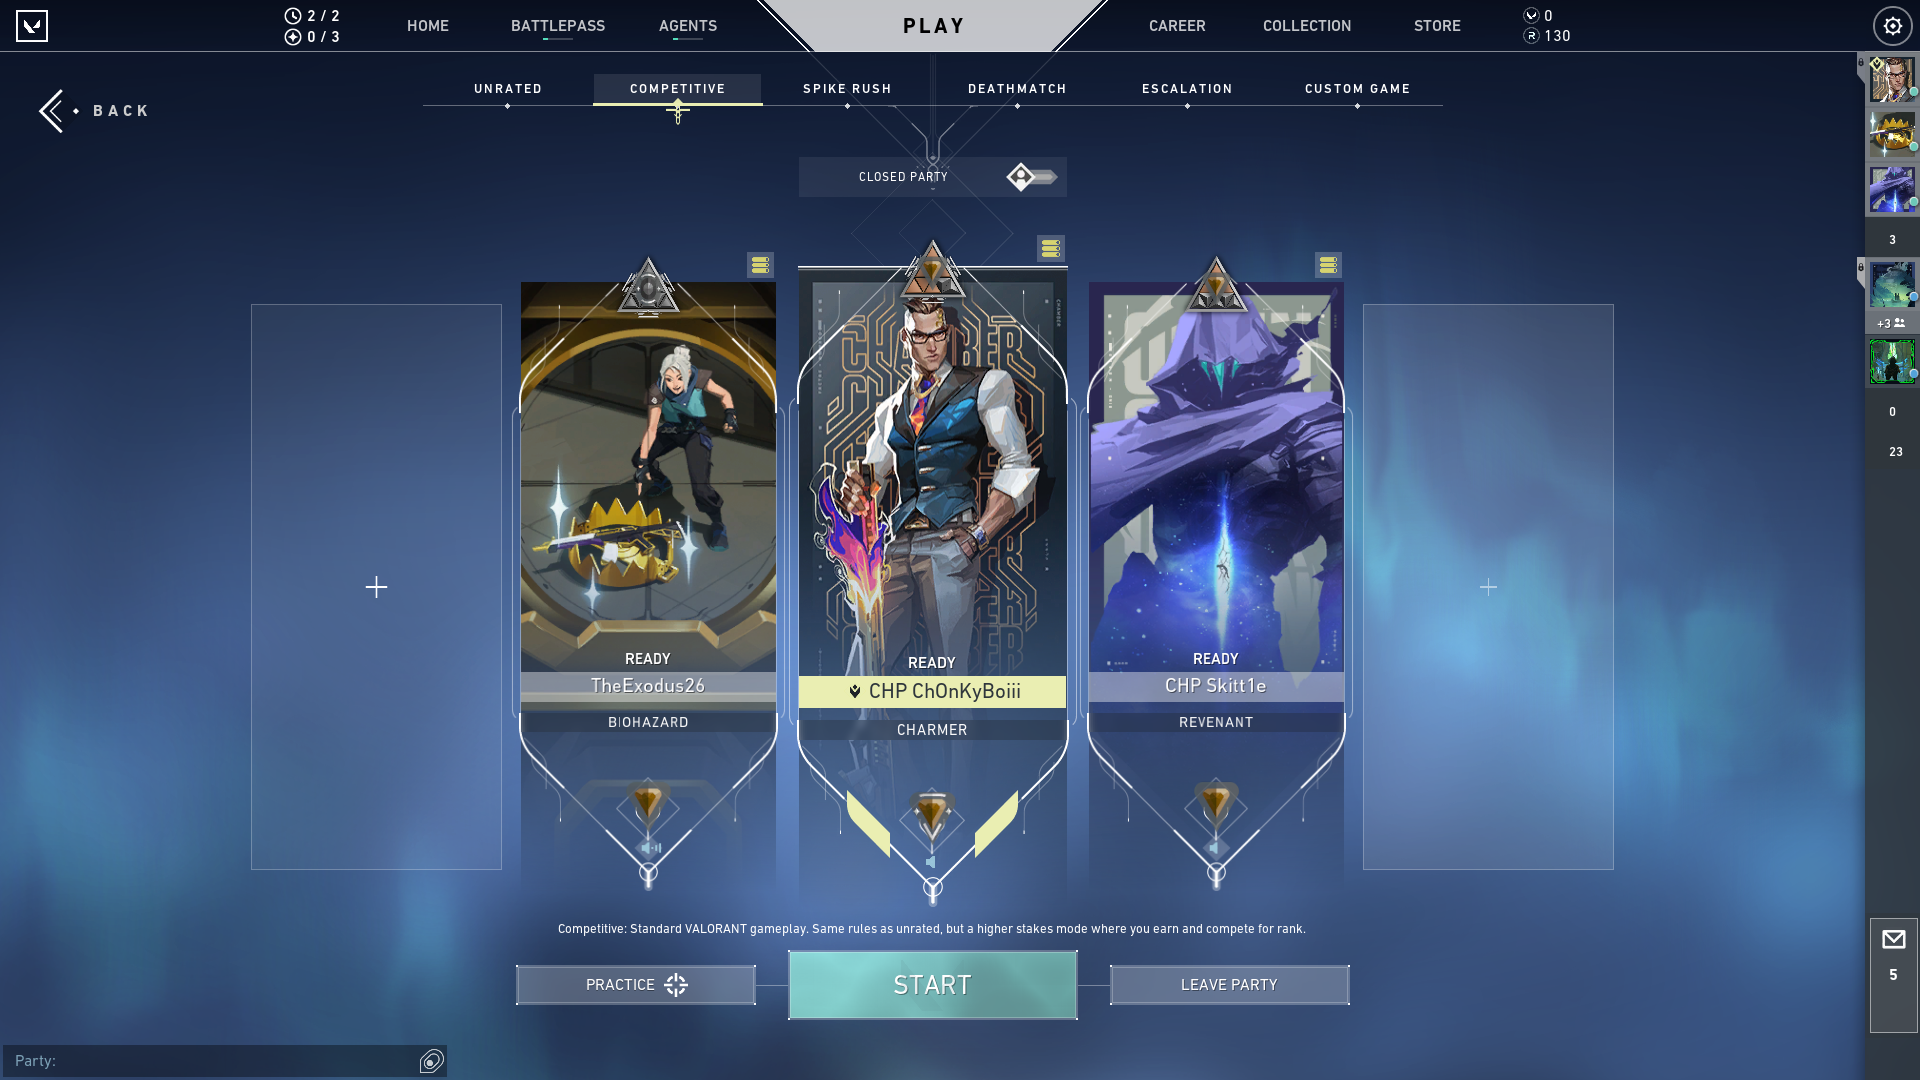 2 / 2
0 / 3
HOME
BATTLEPASS
AGENTS
PLAY
CAREER
COLLECTION
STORE
0
130
BACK
UNRATED
COMPETITIVE
SPIKE RUSH
DEATHMATCH
ESCALATION
CUSTOM GAME
CLOSED PARTY
3
+3
0
23
CHAMBER
READY
READY
READY
TheExodus26
CHP ChOnKyBoiii
CHP Skitt1e
BIOHAZARD
CHARMER
REVENANT
Competitive: Standard VALORANT gameplay. Same rules as unrated, but a higher stakes mode where you earn and compete for rank.
PRACTICE
START
LEAVE PARTY
5
Party: